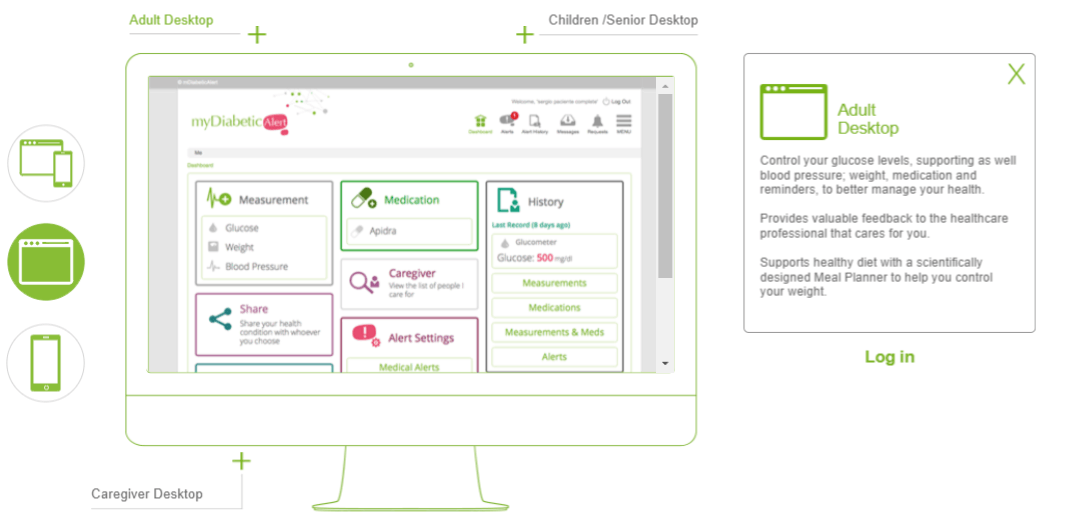 Adult Desktop
Children /Senior Desktop
myDiabeticAlert
Welcome, 'sergio paciente complete' Log Out
myDiabetic Alert
1
Dashboard Alerts Alert History Messages Requests MENU
Me
Dashboard
Measurement
Glucose
Weight
Blood Pressure
Share
Share your health
condition with whoever
you choose
Medication
Apidra
Caregiver
View the list of people I
care for
Alert Settings
Medical Alerts
History
Last Record (8 days ago)
Glucometer
Glucose: 500 mg/dl
Measurements
Medications
Measurements & Meds
Alerts
Caregiver Desktop
X
Adult
Desktop
Control your glucose levels, supporting as well
blood pressure; weight, medication and
reminders, to better manage your health.
Provides valuable feedback to the healthcare
professional that cares for you.
Supports healthy diet with a scientifically
designed Meal Planner to help you control
your weight.
Log in